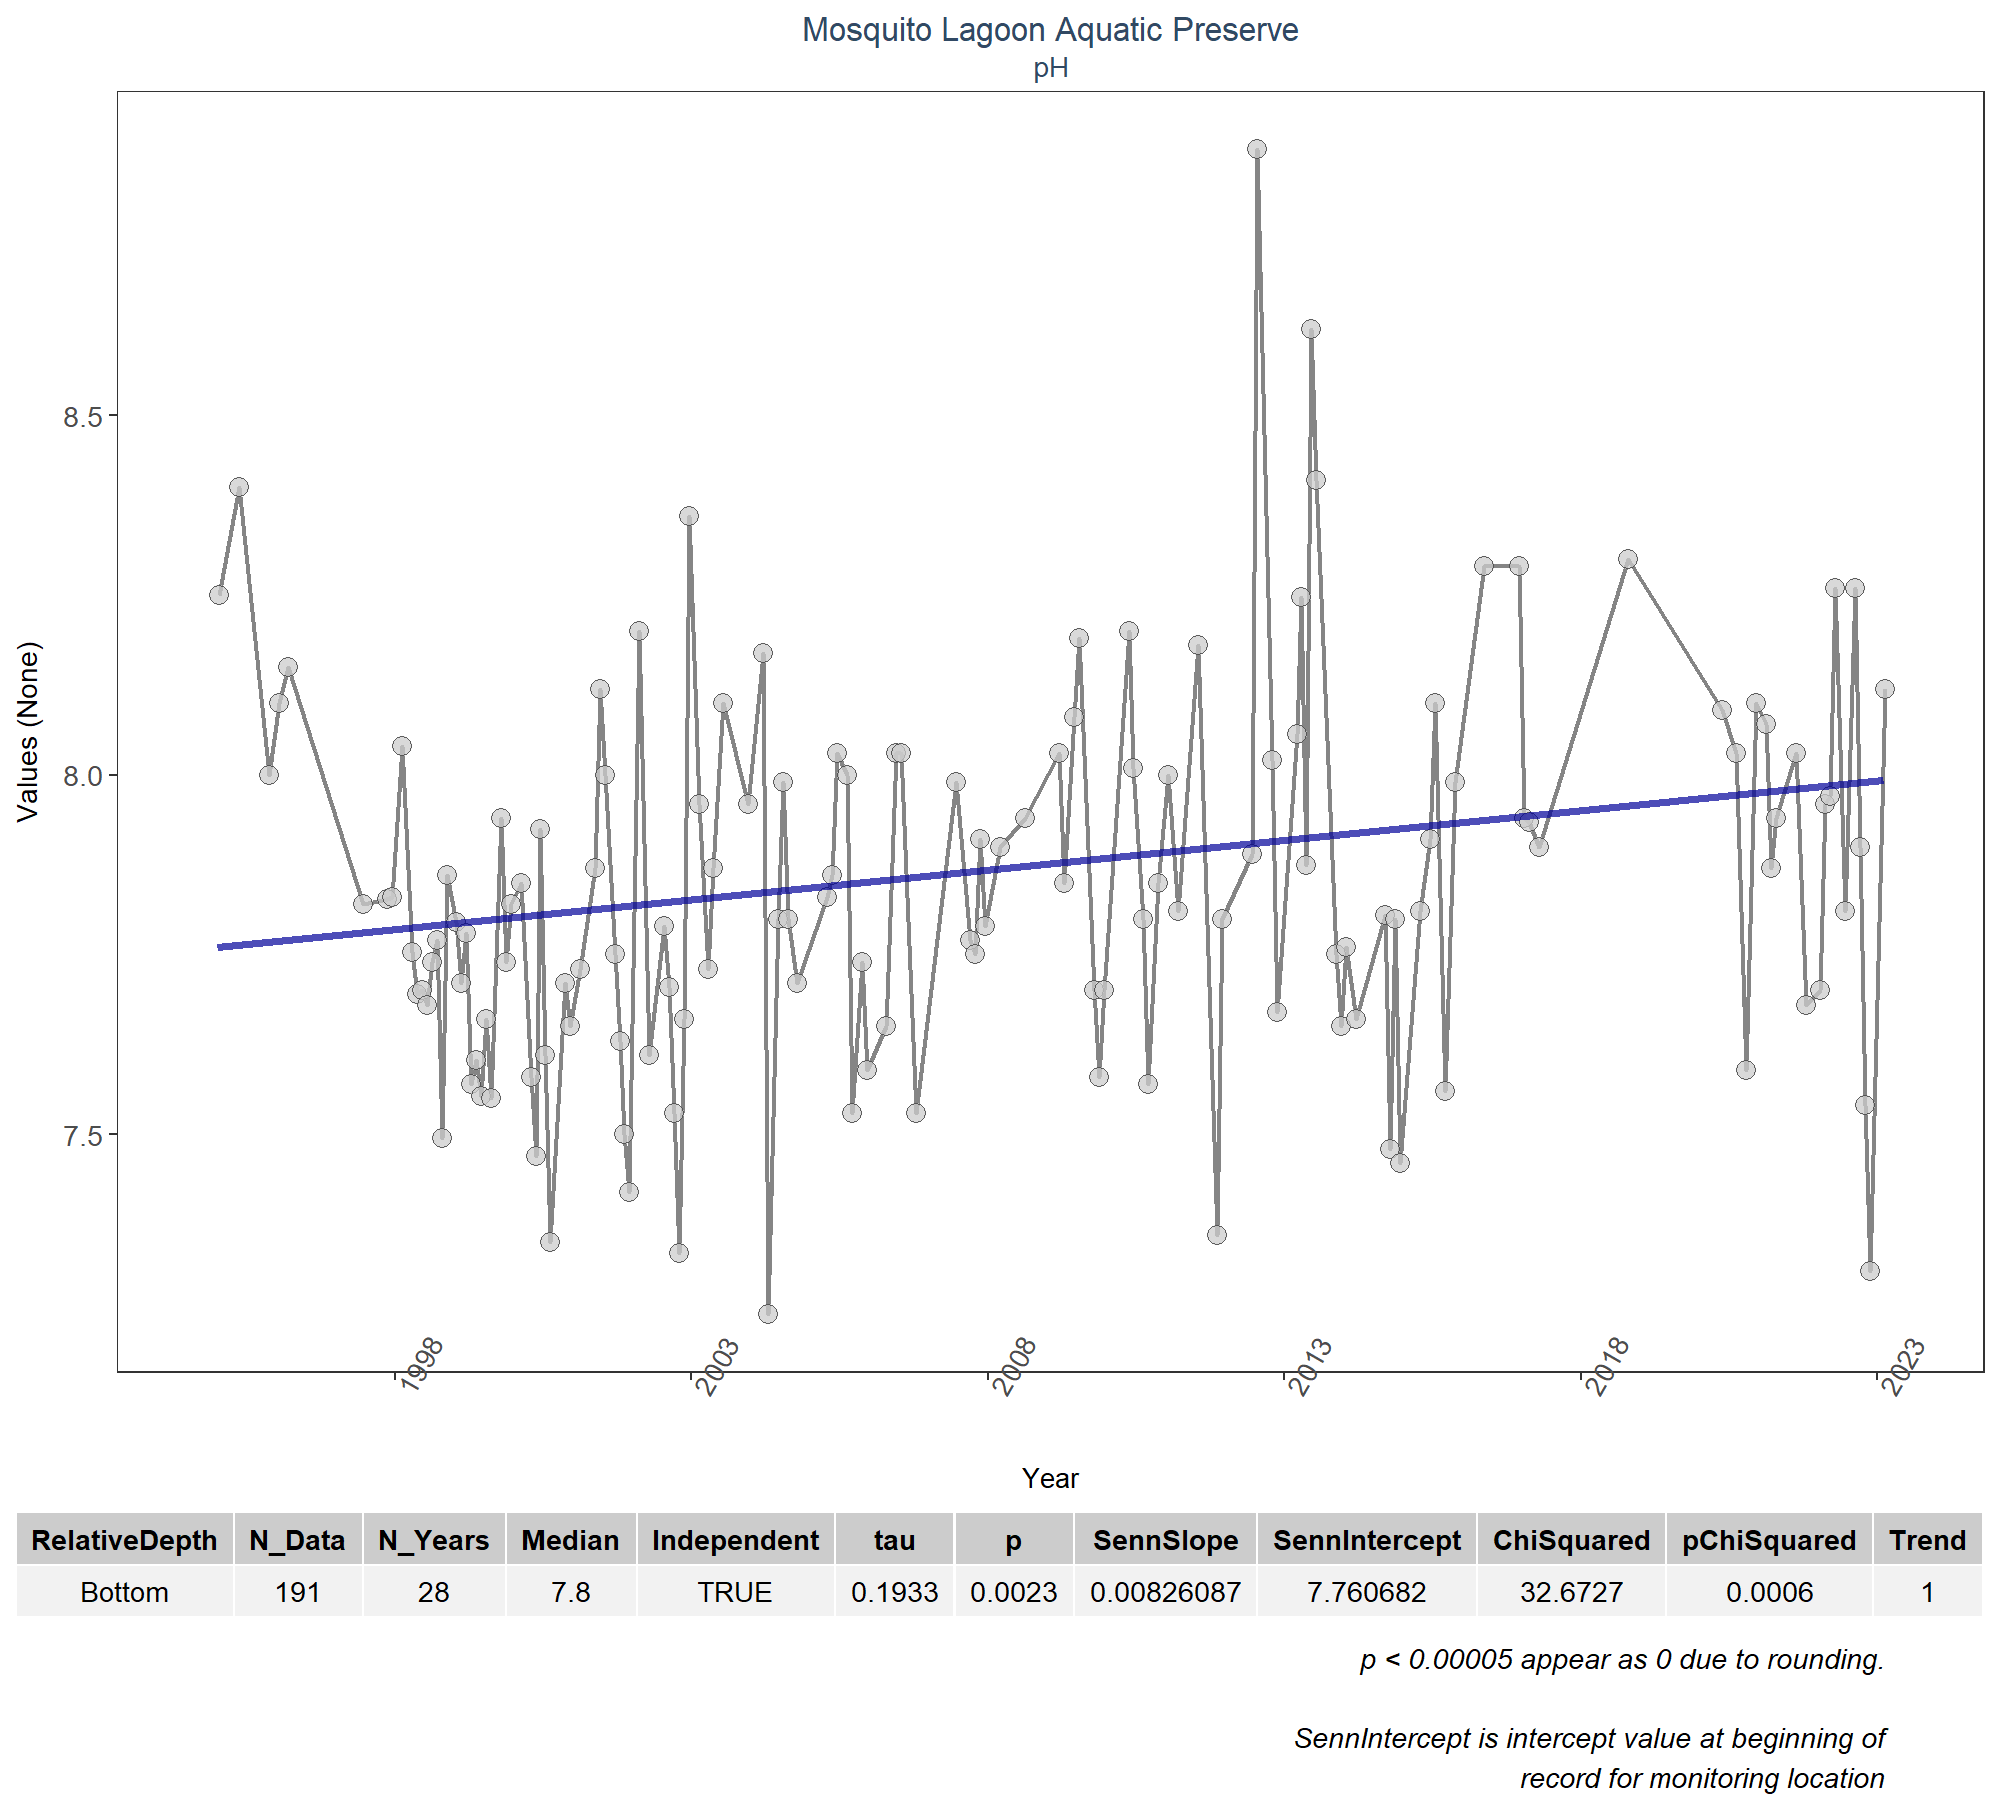 Mosquito Lagoon Aquatic Preserve
pH
Values (None)
8.5
8.0
7.5
1998
2003
2008
2013
2018
2023
Year
RelativeDepth N_Data N_Years Median Independent tau p SennSlope SennIntercept ChiSquared pChiSquared Trend
Bottom 191 28 7.8 TRUE 0.1933 0.0023 0.00826087 7.760682 32.6727 0.0006 1
p < 0.00005 appear as 0 due to rounding.
SennIntercept is intercept value at beginning of
record for monitoring location